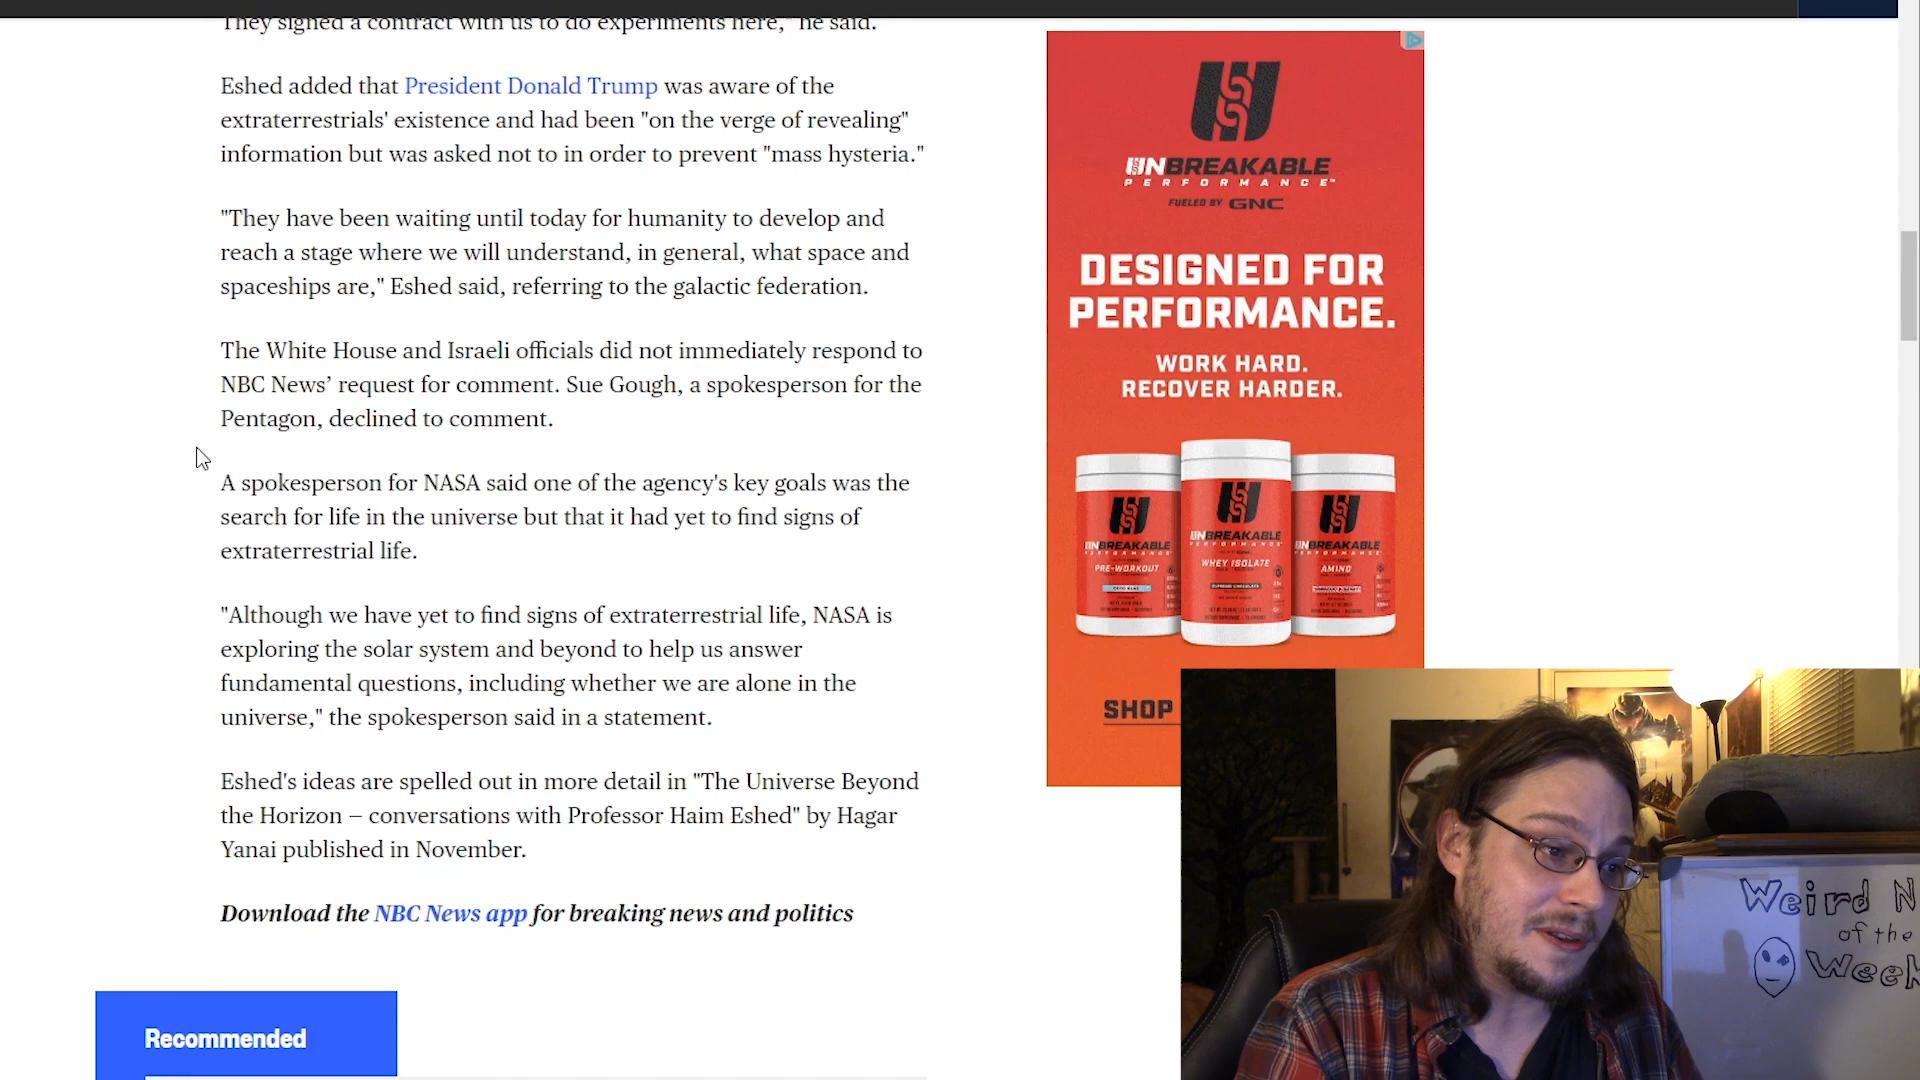 They signed a contract with us to do experiments here," he said.
Eshed added that President Donald Trump was aware of the
extraterrestrials' existence and had been "on the verge of revealing"
information but was asked not to in order to prevent "mass hysteria."
"They have been waiting until today for humanity to develop and
reach a stage where we will understand, in general, what space and
spaceships are," Eshed said, referring to the galactic federation.
The White House and Israeli officials did not immediately respond to
NBC News’ request for comment. Sue Gough, a spokesperson for the
Pentagon, declined to comment.
A spokesperson for NASA said one of the agency's key goals was the
search for life in the universe but that it had yet to find signs of
extraterrestrial life.
"Although we have yet to find signs of extraterrestrial life, NASA is
exploring the solar system and beyond to help us answer
fundamental questions, including whether we are alone in the
universe," the spokesperson said in a statement.
Eshed's ideas are spelled out in more detail in "The Universe Beyond
the Horizon — conversations with Professor Haim Eshed" by Hagar
Yanai published in November.
Download the NBC News app for breaking news and politics
Recommended
UNBREAKABLE
PERFORMANCE™
FUELED BY GNC
DESIGNED FOR
PERFORMANCE.
WORK HARD.
RECOVER HARDER.
UNBREAKABLE
PERFORMANCE
PRE-WORKOUT
UNBREAKABLE
PERFORMANCE
WHEY ISOLATE
UNBREAKABLE
PERFORMANCE
AMINO
SHOP
Weird N
of the
Week